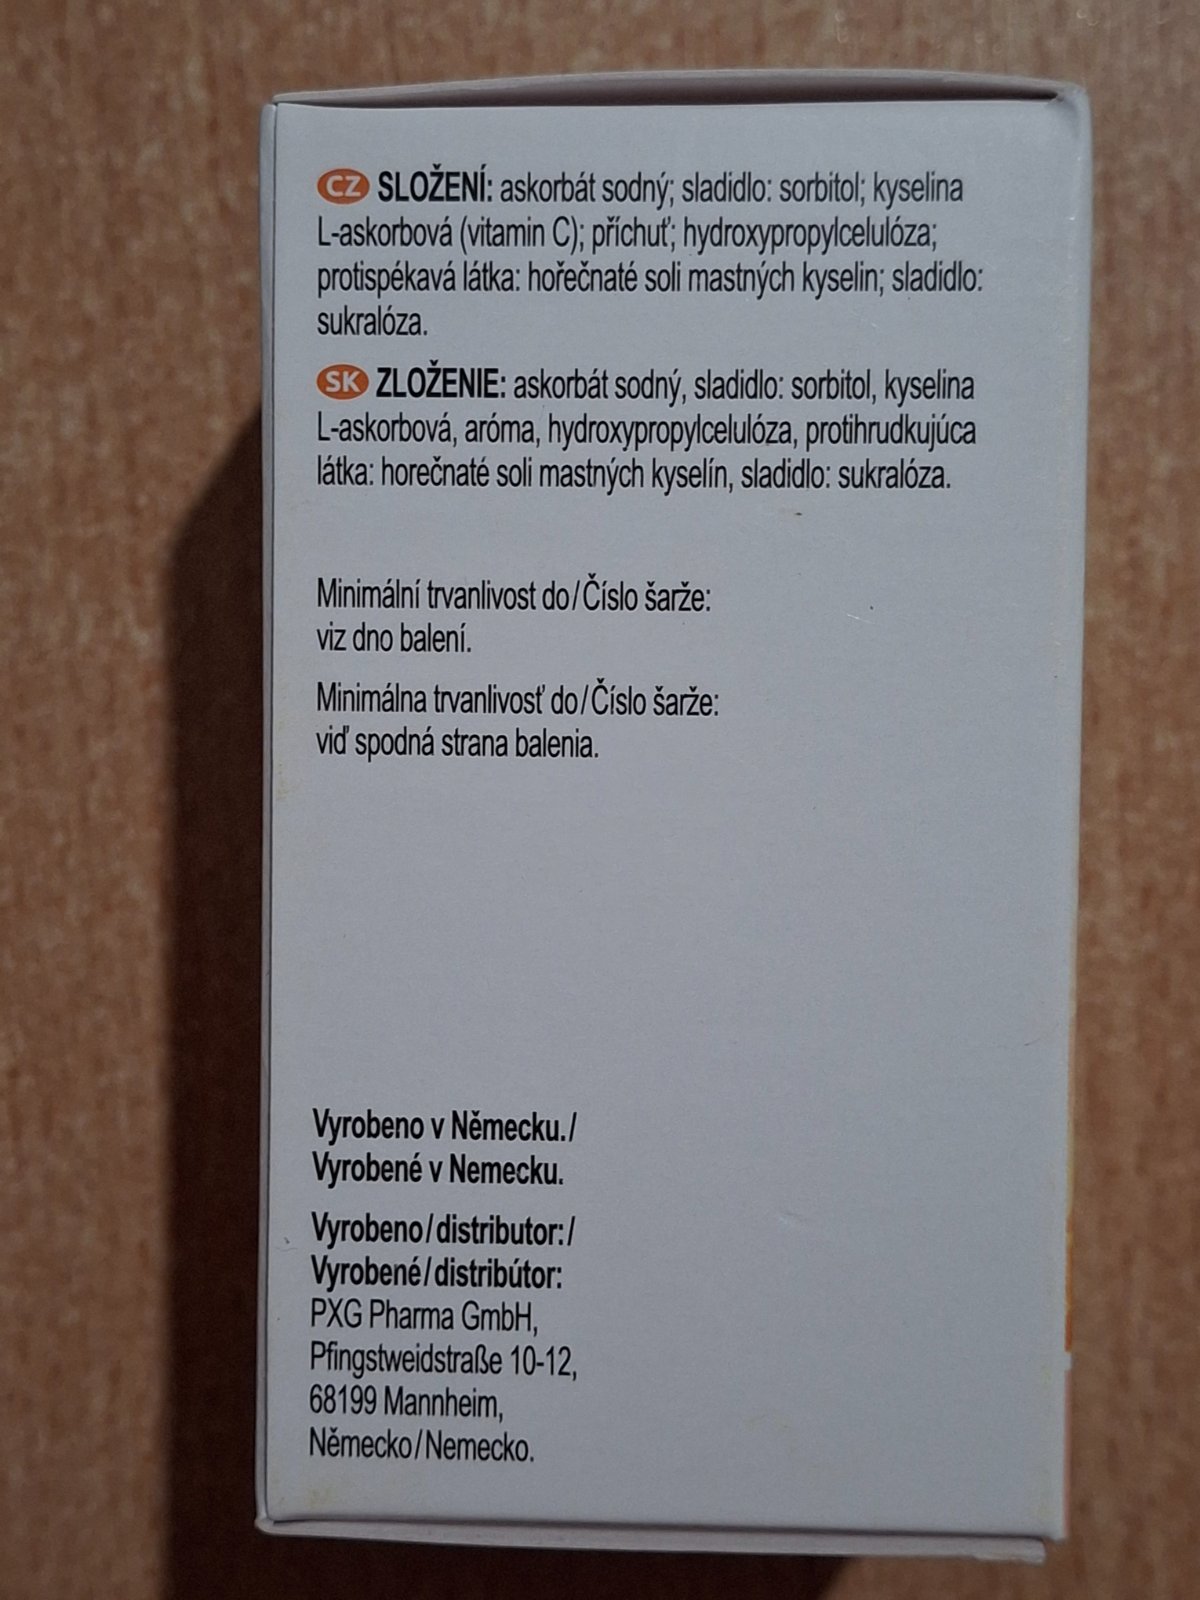 CZ SLOŽENÍ: askorbát sodný; sladidlo: sorbitol; kyselina
L-askorbová (vitamin C); příchuť; hydroxypropylcelulóza;
protispékavá látka: hořečnaté soli mastných kyselin; sladidlo:
sukralóza.
SK ZLOŽENIE: askorbát sodný, sladidlo: sorbitol, kyselina
L-askorbová, aróma, hydroxypropylcelulóza, protihrudkujúca
látka: horečnaté soli mastných kyselín, sladidlo: sukralóza.
Minimální trvanlivost do/Číslo šarže:
viz dno balení.
Minimálna trvanlivosť do/Číslo šarže:
viď spodná strana balenia.
Vyrobeno v Německu./
Vyrobené v Nemecku.
Vyrobeno/distributor:/
Vyrobené/distribútor:
PXG Pharma GmbH,
Pfingstweidstraße 10-12,
68199 Mannheim,
Německo/Nemecko.